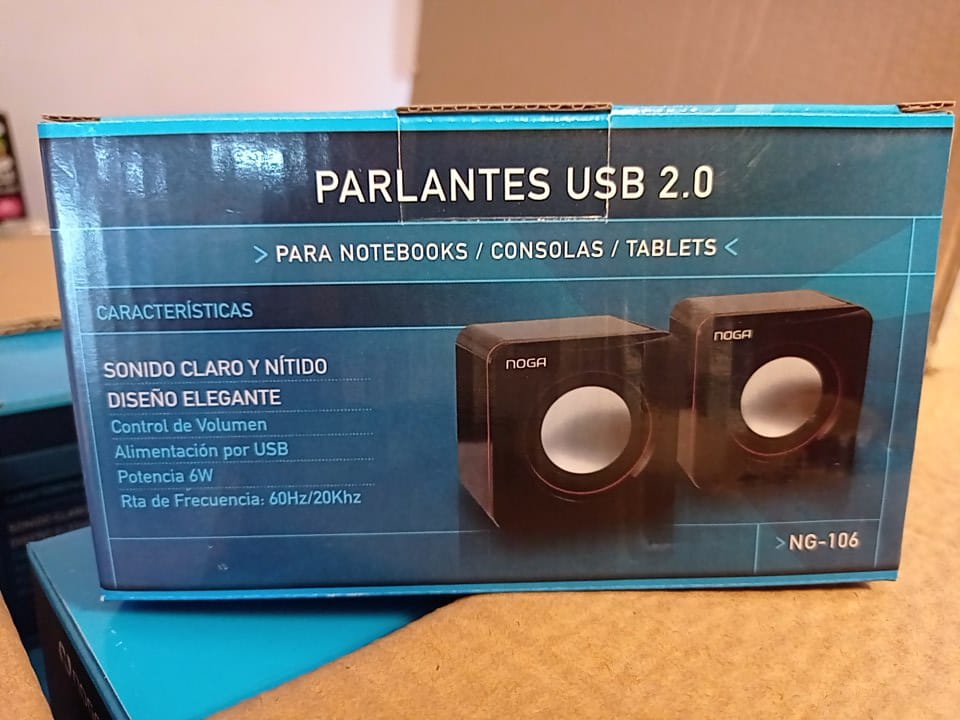 PARLANTES USB 2.0
> PARA NOTEBOOKS / CONSOLAS / TABLETS <
CARACTERÍSTICAS
SONIDO CLARO Y NÍTIDO
DISEÑO ELEGANTE
Control de Volumen
Alimentación por USB
Potencia 6W
Rta de Frecuencia: 60Hz/20Khz
NOGA
NOGA
>NG-106